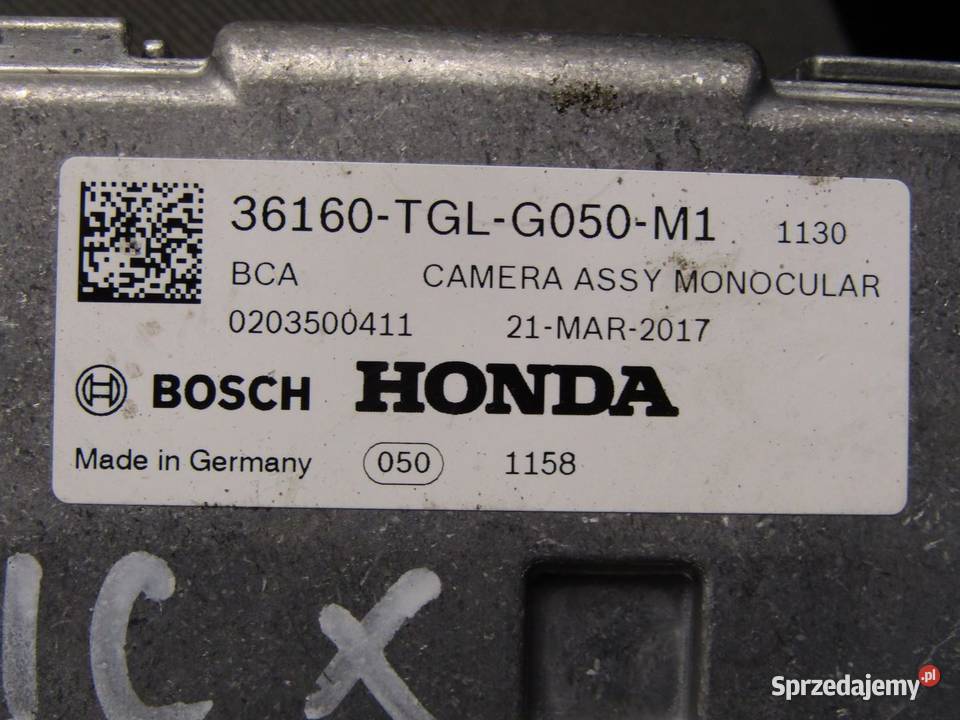 36160-TGL-G050-M1 1130
BCA CAMERA ASSY MONOCULAR
0203500411 21-MAR-2017
BOSCH HONDA
Made in Germany 050 1158
IC X
Sprzedajemy.pl